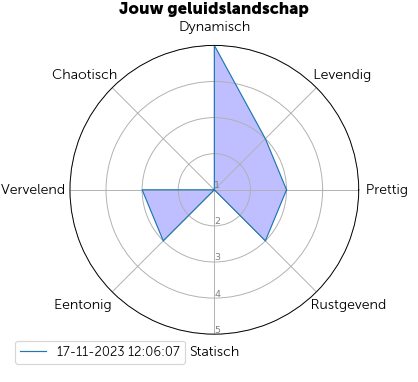 Jouw geluidslandschap
Dynamisch
Chaotisch
Levendig
Vervelend
1
Prettig
2
3
Eentonig
4
Rustgevend
5
17-11-2023 12:06:07
Statisch